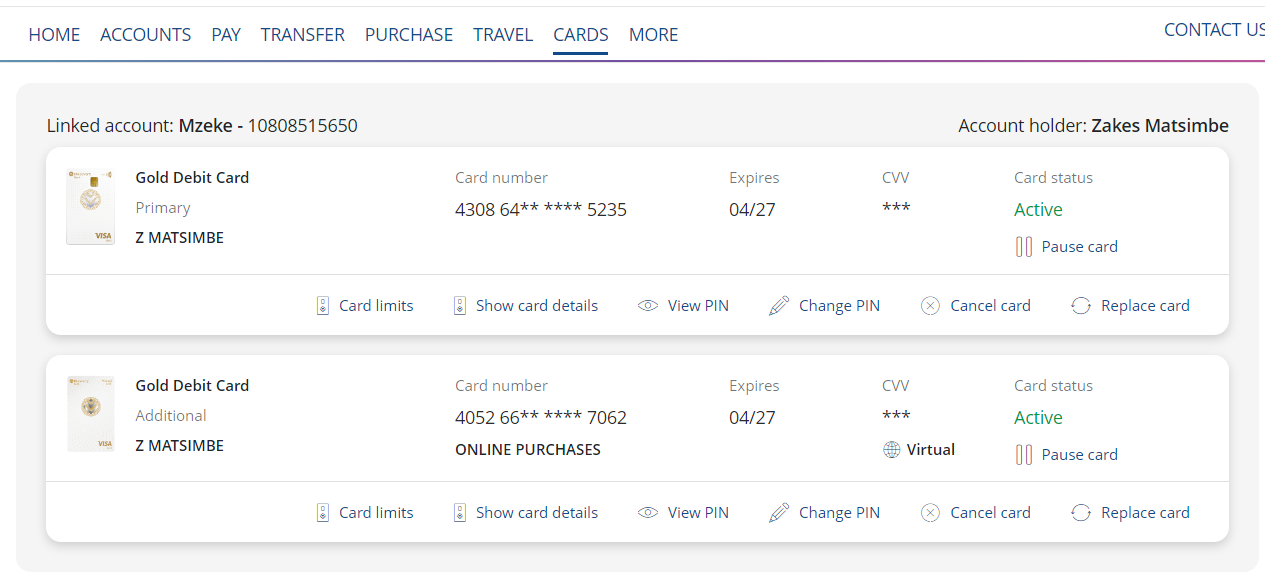 HOME ACCOUNTS PAY TRANSFER PURCHASE TRAVEL CARDS MORE CONTACT US
Linked account: Mzeke - 10808515650 Account holder: Zakes Matsimbe
Gold Debit Card Card number Expires CVV Card status
Primary 4308 64** **** 5235 04/27 *** Active
Z MATSIMBE Pause card
VISA
Card limits Show card details View PIN Change PIN Cancel card Replace card
Gold Debit Card Card number Expires CVV Card status
Additional 4052 66** **** 7062 04/27 *** Active
Z MATSIMBE ONLINE PURCHASES Virtual Pause card
VISA
Card limits Show card details View PIN Change PIN Cancel card Replace card